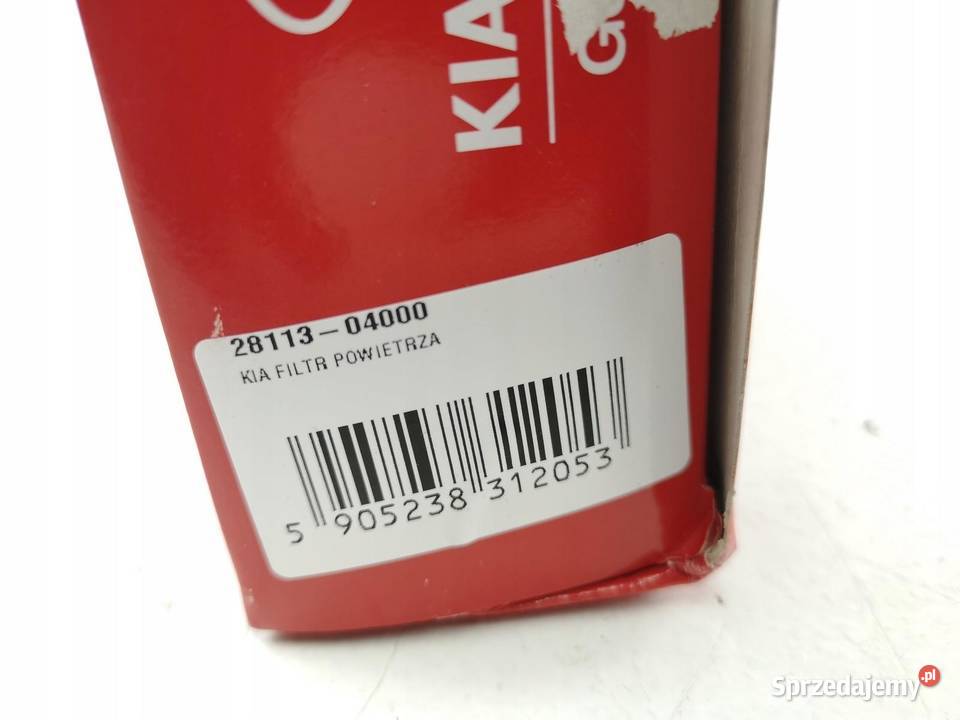 KIA
28113-04000
KIA FILTR POWIETRZA
5 905238 312053
Sprzedajemy.pl